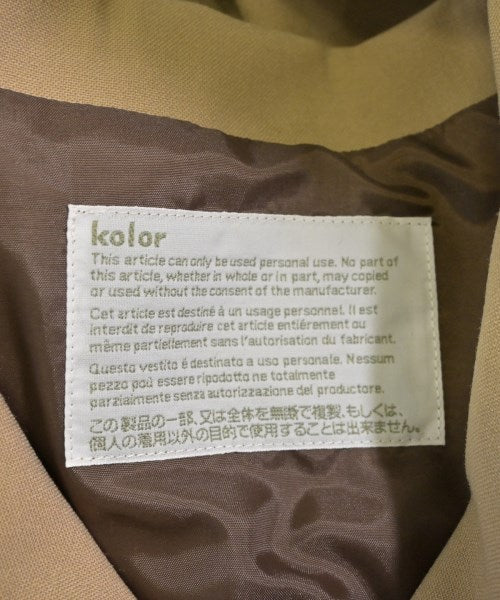 kolor
This article can only be used personal use. No part of
this article, whether in whole or in part, may copied
or used without the consent of the manufacturer.
Cet article est destiné à un usage personnel. Il est
interdit de reproduire cet article entiérement ou
même partiellement sans l'autorisation du fabricant.
Questo vestito é destinato a uso personale. Nessum
pezzo può essere ripodotto ne totalmente
parzialmente senza autorizzazione del productore.
この製品の一部、又は全体を無断で複製、もしくは、
個人の着用以外の目的で使用することは出来ません。